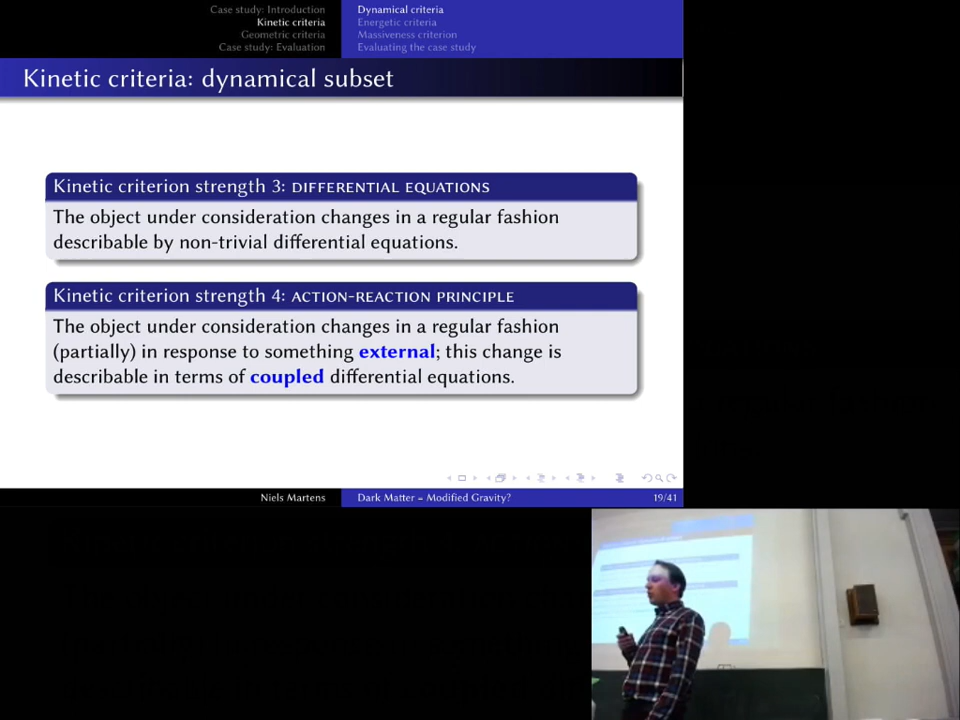 Case study: Introduction
Kinetic criteria
Geometric criteria
Case study: Evaluation
Dynamical criteria
Energetic criteria
Massiveness criterion
Evaluating the case study
Kinetic criteria: dynamical subset
Kinetic criterion strength 3: DIFFERENTIAL EQUATIONS
The object under consideration changes in a regular fashion
describable by non-trivial differential equations.
Kinetic criterion strength 4: ACTION-REACTION PRINCIPLE
The object under consideration changes in a regular fashion
(partially) in response to something external; this change is
describable in terms of coupled differential equations.
Niels Martens
Dark Matter = Modified Gravity?
19/41